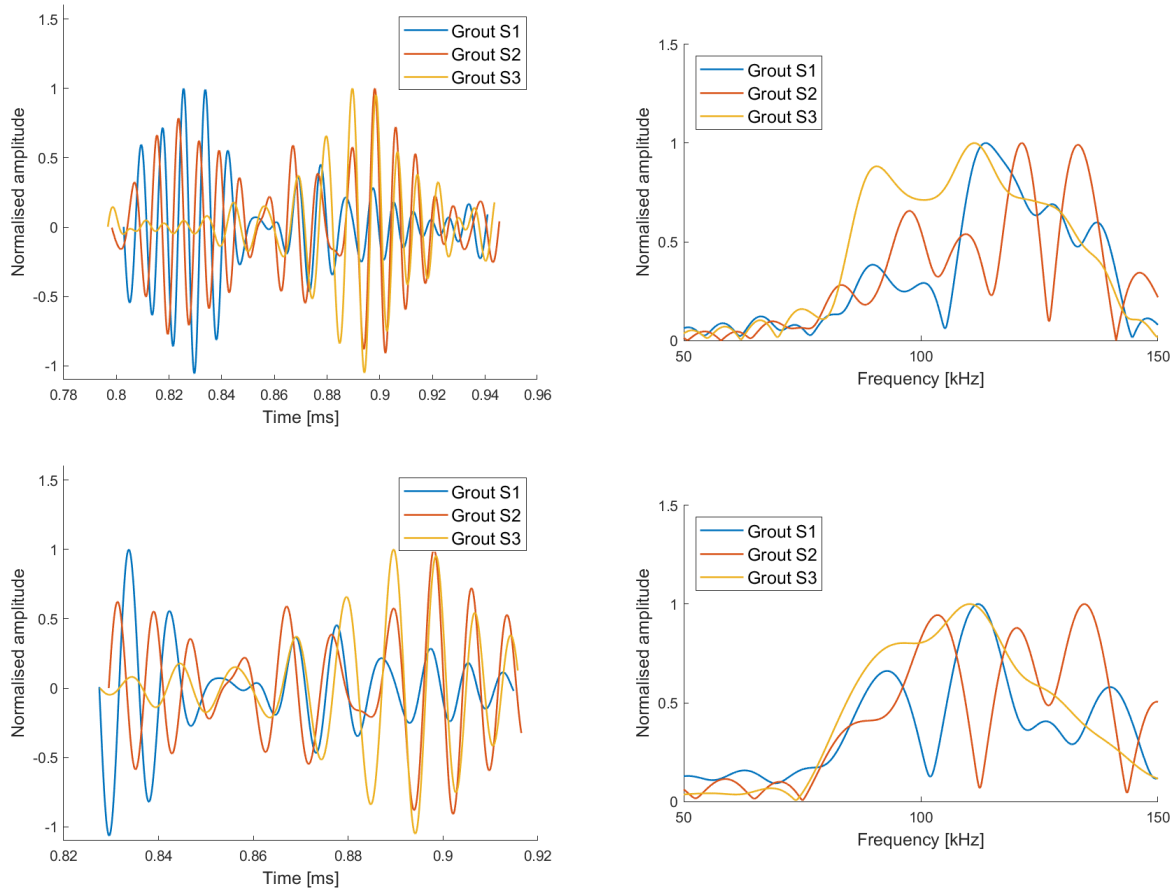 1.5
1
0.5
0
-0.5
-1
Normalised amplitude
Grout S1
Grout S2
Grout S3
0.78 0.8 0.82 0.84 0.86 0.88 0.9 0.92 0.94 0.96
Time [ms]
1.5
1
0.5
0
Normalised amplitude
Grout S1
Grout S2
Grout S3
50 100 150
Frequency [kHz]
1.5
1
0.5
0
-0.5
-1
Normalised amplitude
Grout S1
Grout S2
Grout S3
0.82 0.84 0.86 0.88 0.9 0.92
Time [ms]
1.5
1
0.5
0
Normalised amplitude
Grout S1
Grout S2
Grout S3
50 100 150
Frequency [kHz]